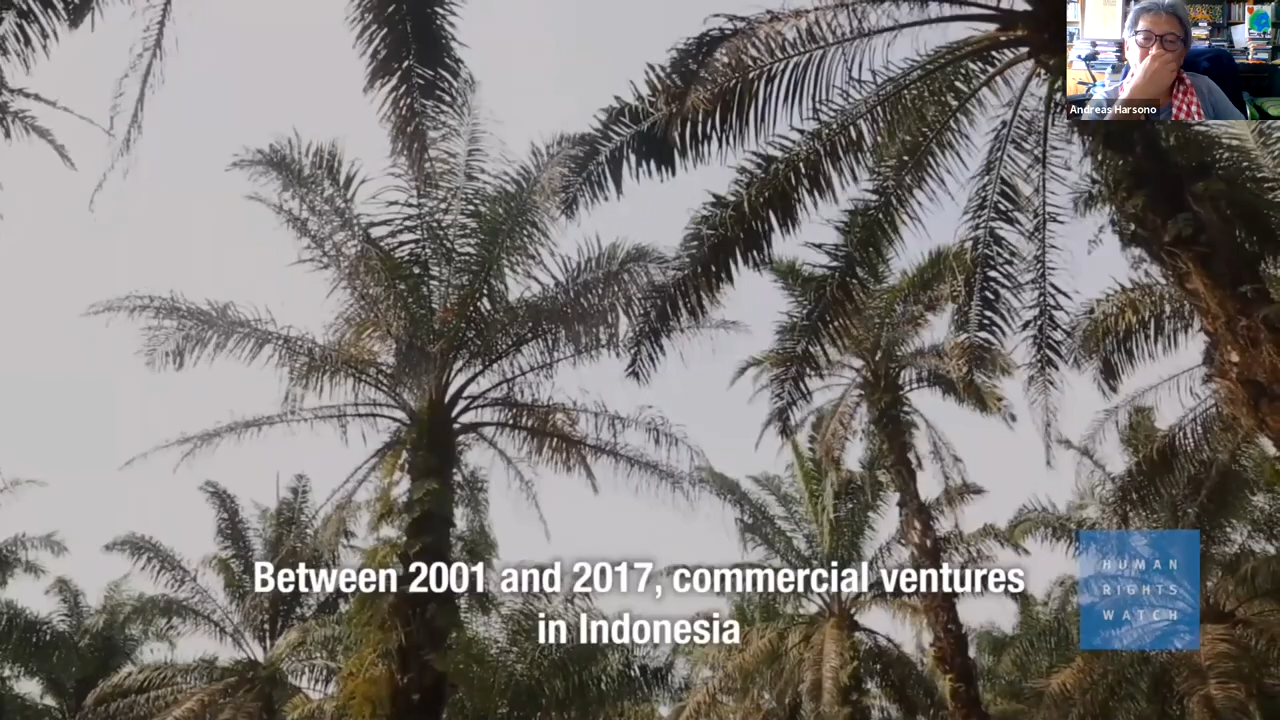 Andreas Harsono
Between 2001 and 2017, commercial ventures
in Indonesia
HUMAN
RIGHTS
WATCH